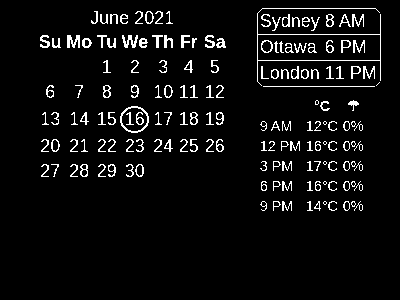 June 2021
Su Mo Tu We Th Fr Sa
1 2 3 4 5
6 7 8 9 10 11 12
13 14 15 16 17 18 19
20 21 22 23 24 25 26
27 28 29 30
Sydney 8 AM
Ottawa 6 PM
London 11 PM
°C ☂
9 AM 12°C 0%
12 PM 16°C 0%
3 PM 17°C 0%
6 PM 16°C 0%
9 PM 14°C 0%